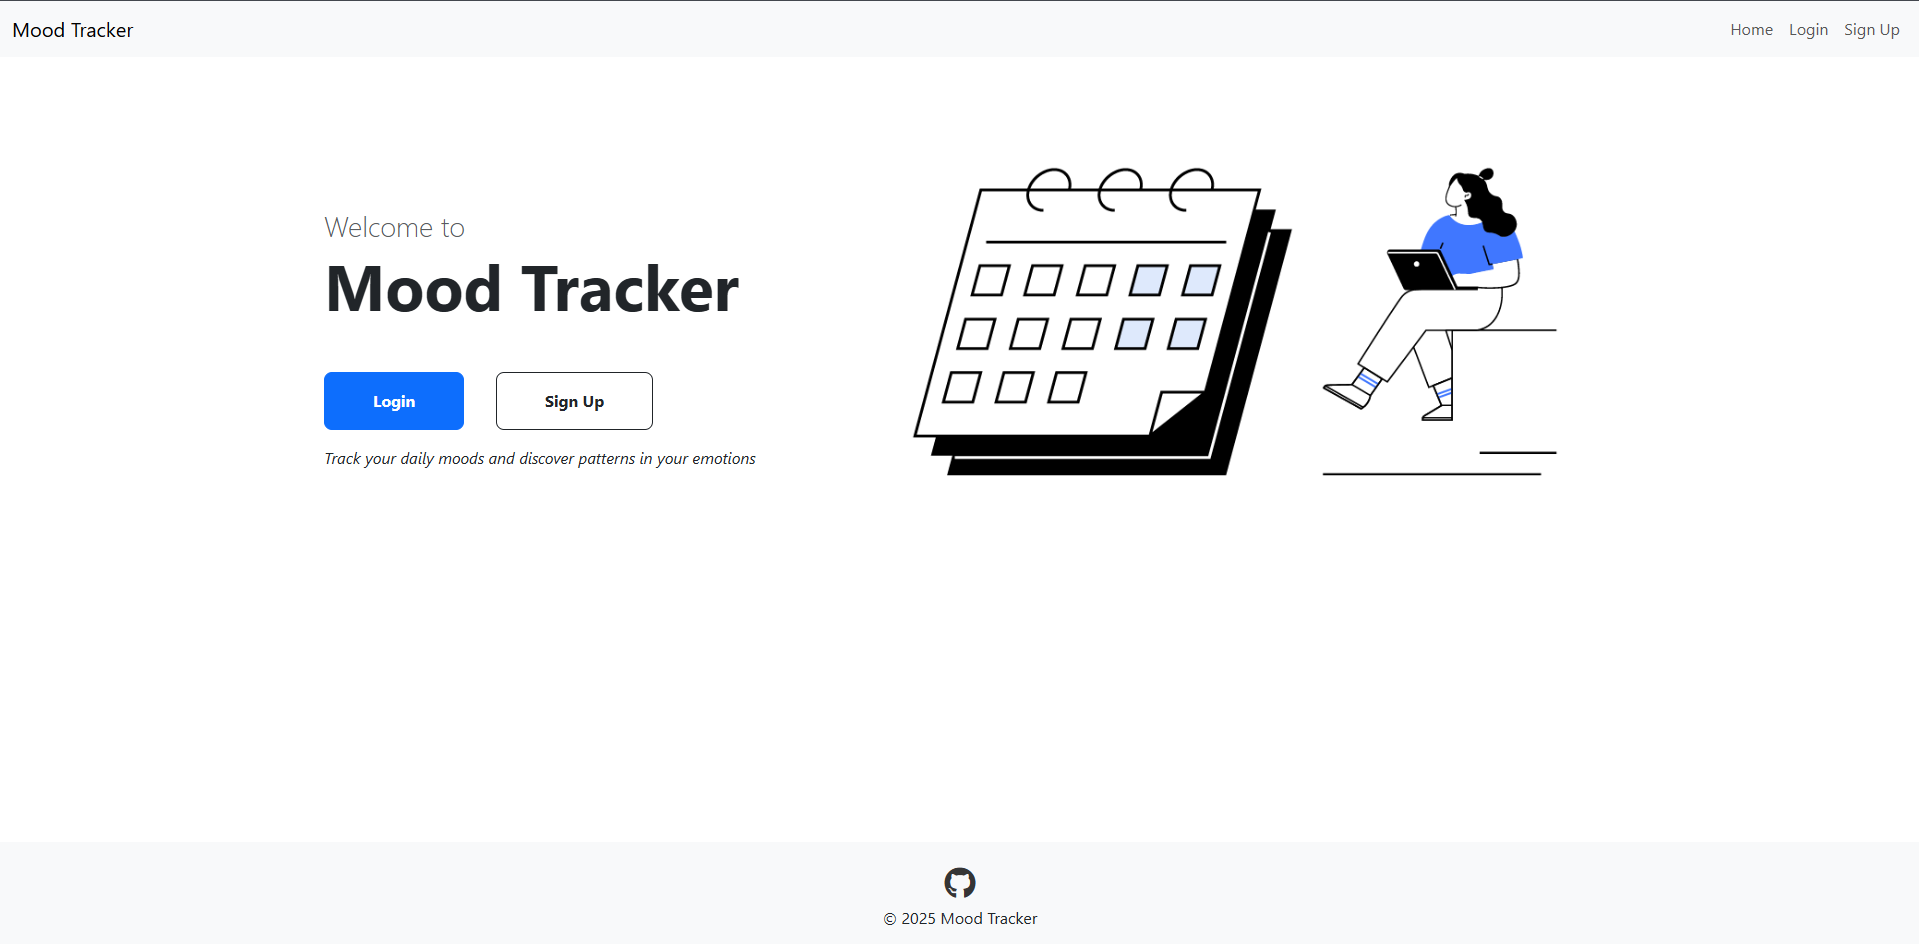 Mood Tracker
Home Login Sign Up
Welcome to
Mood Tracker
Login Sign Up
Track your daily moods and discover patterns in your emotions
© 2025 Mood Tracker